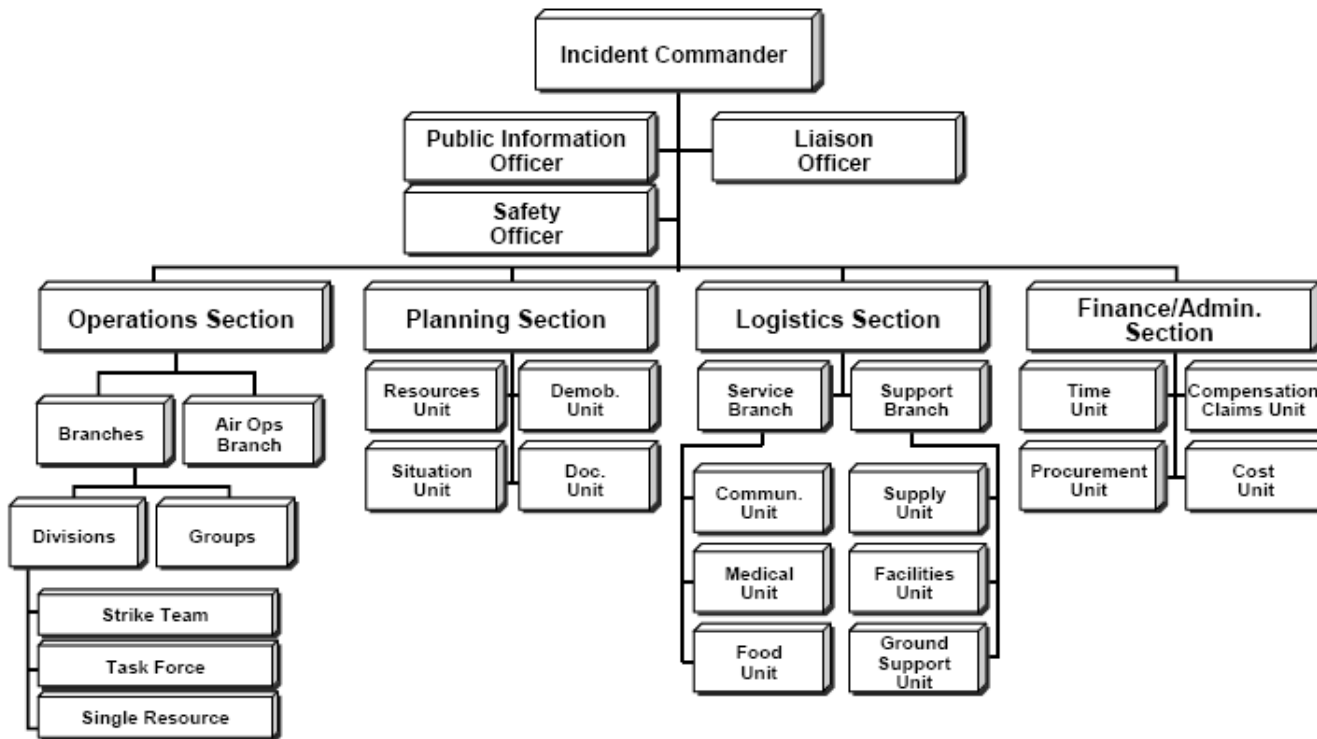 Incident Commander
Public Information
Officer
Liaison
Officer
Safety
Officer
Operations Section
Planning Section
Logistics Section
Finance/Admin.
Section
Branches
Air Ops
Branch
Divisions
Groups
Strike Team
Task Force
Single Resource
Resources
Unit
Demob.
Unit
Situation
Unit
Doc.
Unit
Service
Branch
Support
Branch
Commun.
Unit
Supply
Unit
Medical
Unit
Facilities
Unit
Food
Unit
Ground
Support
Unit
Time
Unit
Compensation
Claims Unit
Procurement
Unit
Cost
Unit